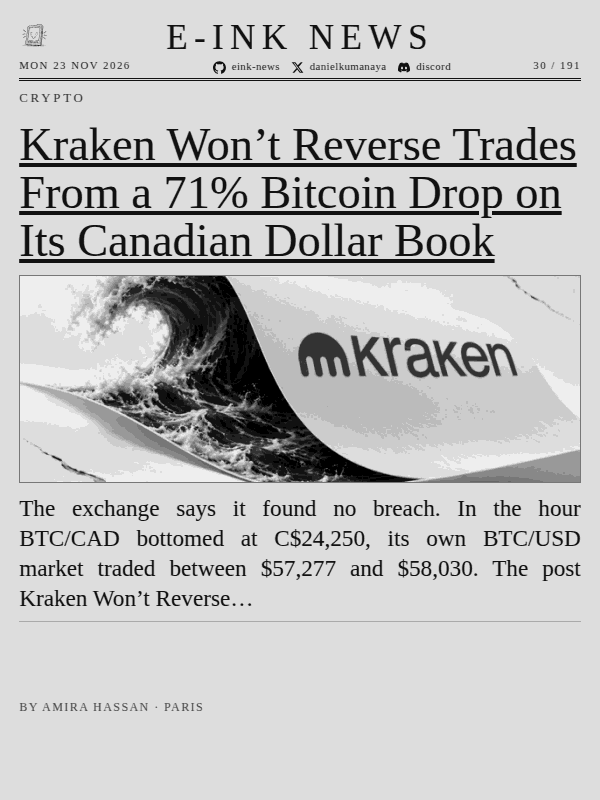 E-INK NEWS
MON 23 NOV 2026
eink-news danielkumanaya discord
30 / 191
CRYPTO
Kraken Won’t Reverse Trades
From a 71% Bitcoin Drop on
Its Canadian Dollar Book
kraken
The exchange says it found no breach. In the hour
BTC/CAD bottomed at C$24,250, its own BTC/USD
market traded between $57,277 and $58,030. The post
Kraken Won’t Reverse…
BY AMIRA HASSAN · PARIS